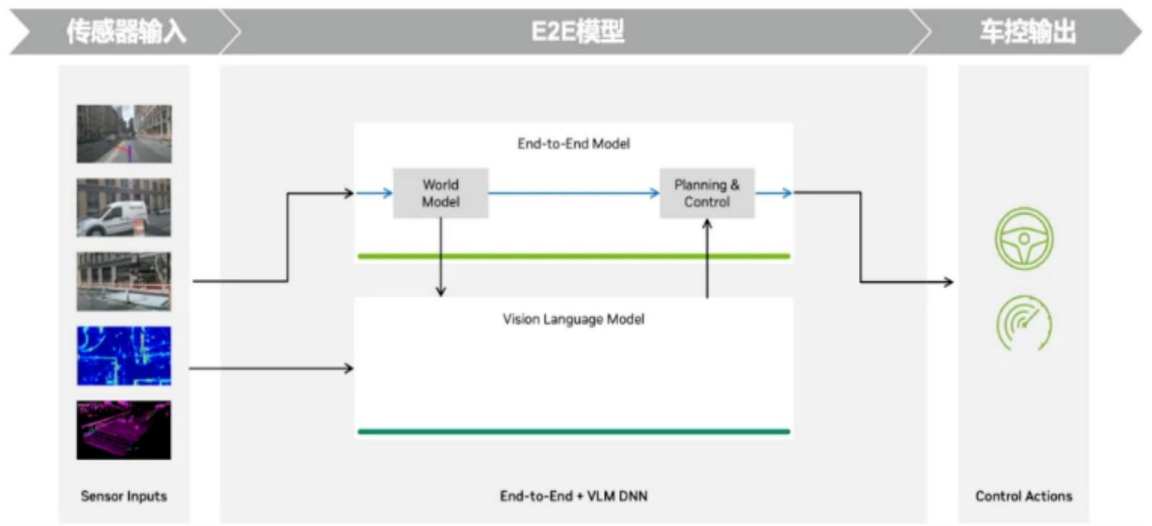 传感器输入
E2E模型
车控输出
End-to-End Model
World
Model
Planning &
Control
Vision Language Model
Sensor Inputs
End-to-End + VLM DNN
Control Actions